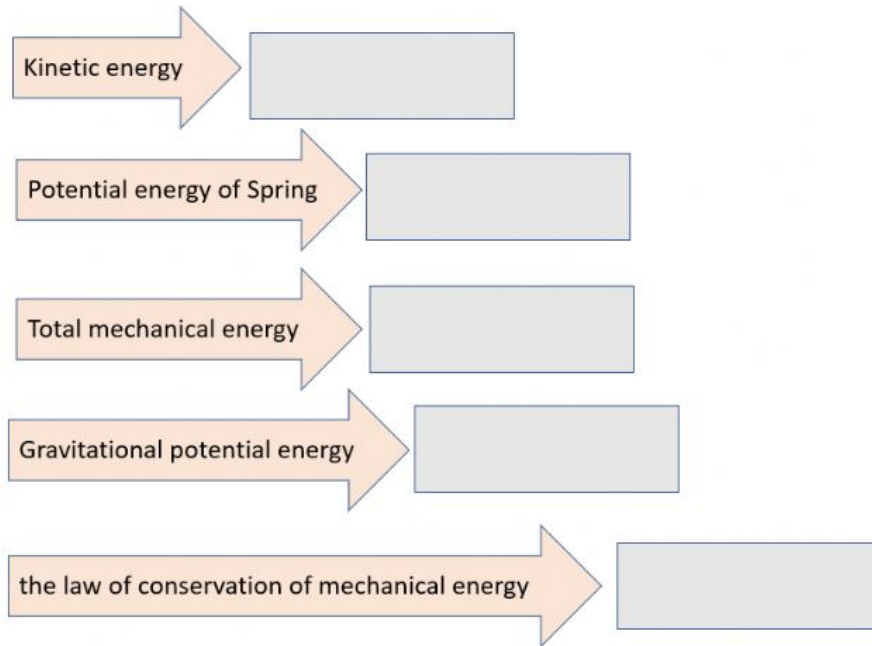 Kinetic energy
Potential energy of Spring
Total mechanical energy
Gravitational potential energy
the law of conservation of mechanical energy